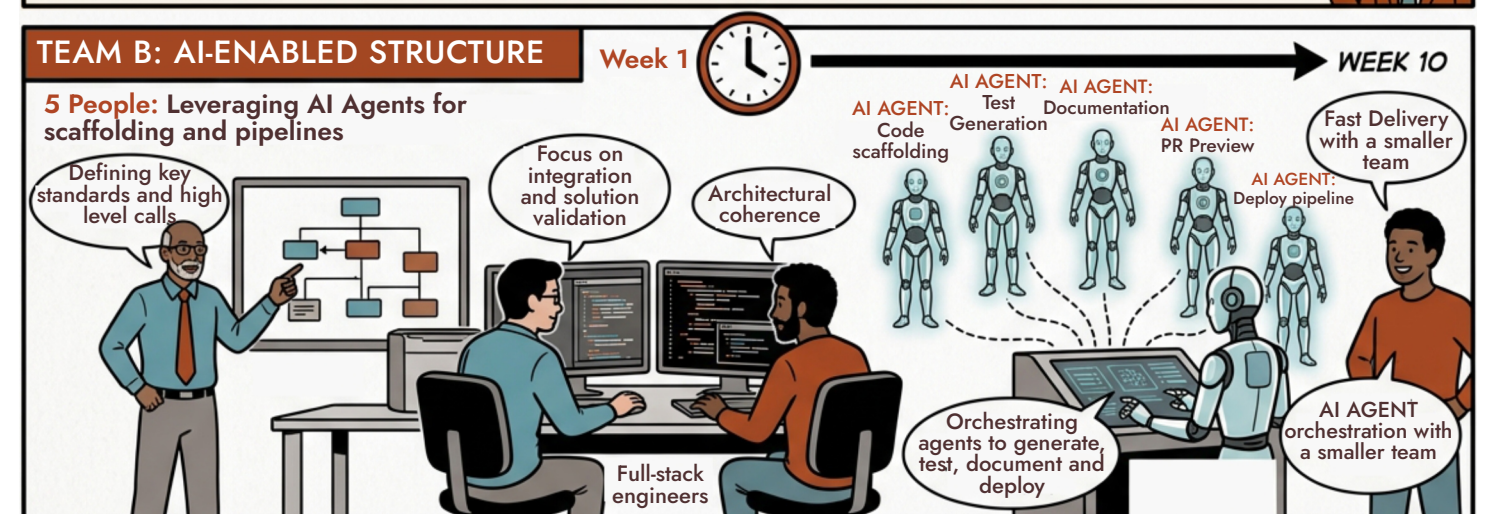 TEAM B: AI-ENABLED STRUCTURE
Week 1
WEEK 10
5 People: Leveraging AI Agents for
scaffolding and pipelines
Defining key
standards and high
level calls
Focus on
integration
and solution
validation
Architectural
coherence
AI AGENT:
Code
scaffolding
AI AGENT:
Test
Generation
AI AGENT:
Documentation
AI AGENT:
PR Preview
AI AGENT:
Deploy pipeline
Fast Delivery
with a smaller
team
Full-stack
engineers
Orchestrating
agents to generate,
test, document and
deploy
AI AGENT
orchestration with
a smaller team